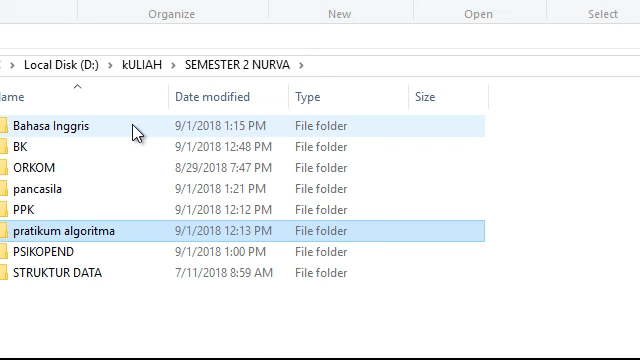 Organize New Open Select
Local Disk (D:) kULIAH SEMESTER 2 NURVA
Date modified Type Size
Bahasa Inggris 9/1/2018 1:15 PM File folder
BK 9/1/2018 12:48 PM File folder
ORKOM 8/29/2018 7:47 PM File folder
pancasila 9/1/2018 1:21 PM File folder
PPK 9/1/2018 12:12 PM File folder
pratikum algoritma 9/1/2018 12:13 PM File folder
PSIKOPEND 9/1/2018 1:00 PM File folder
STRUKTUR DATA 7/11/2018 8:59 AM File folder